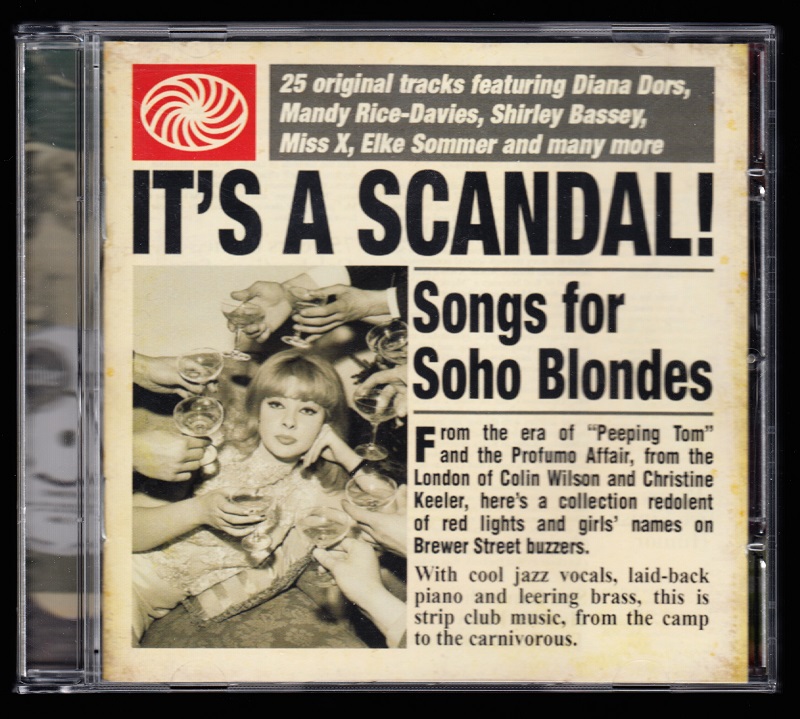 25 original tracks featuring Diana Dors,
Mandy Rice-Davies, Shirley Bassey,
Miss X, Elke Sommer and many more
IT'S A SCANDAL!
Songs for
Soho Blondes
From the era of “Peeping Tom”
and the Profumo Affair, from the
London of Colin Wilson and Christine
Keeler, here's a collection redolent
of red lights and girls' names on
Brewer Street buzzers.
With cool jazz vocals, laid-back
piano and leering brass, this is
strip club music, from the camp
to the carnivorous.